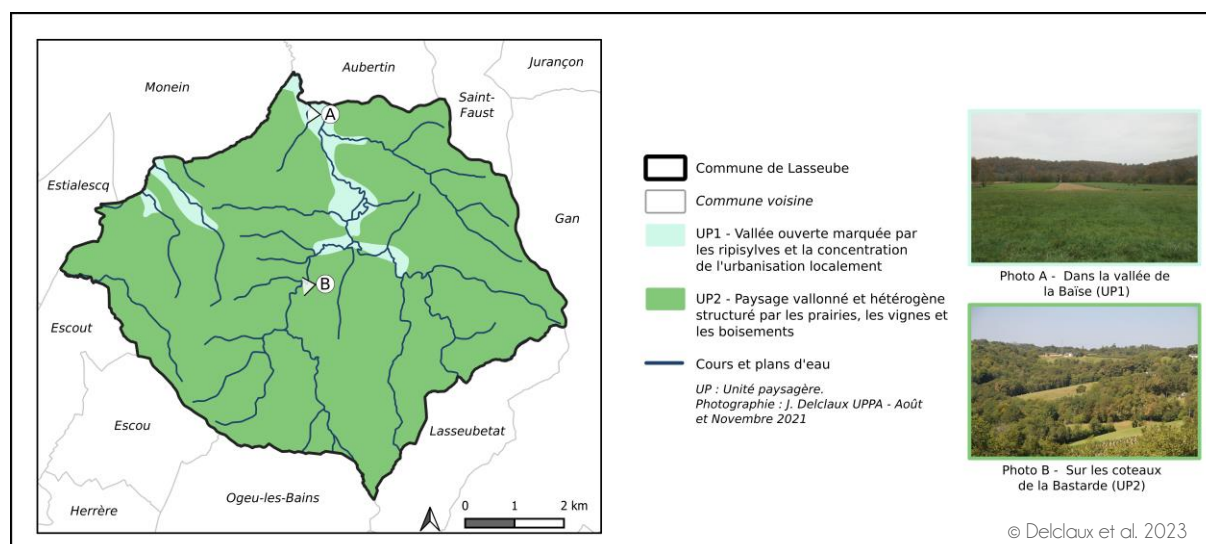 Aubertin
Jurançon
Monein
Saint-
Faust
A
Estialescq
Gan
B
Escout
Escou
Lasseubetat
Ogeu-les-Bains
Herrère
0 1 2 km
Commune de Lasseube
Commune voisine
UP1 - Vallée ouverte marquée par
les ripisylves et la concentration
de l'urbanisation localement
UP2 - Paysage vallonné et hétérogène
structuré par les prairies, les vignes et
les boisements
Cours et plans d'eau
UP : Unité paysagère.
Photographie : J. Delclaux UPPA - Août
et Novembre 2021
Photo A - Dans la vallée de
la Baïse (UP1)
Photo B - Sur les coteaux
de la Bastarde (UP2)
© Delclaux et al. 2023